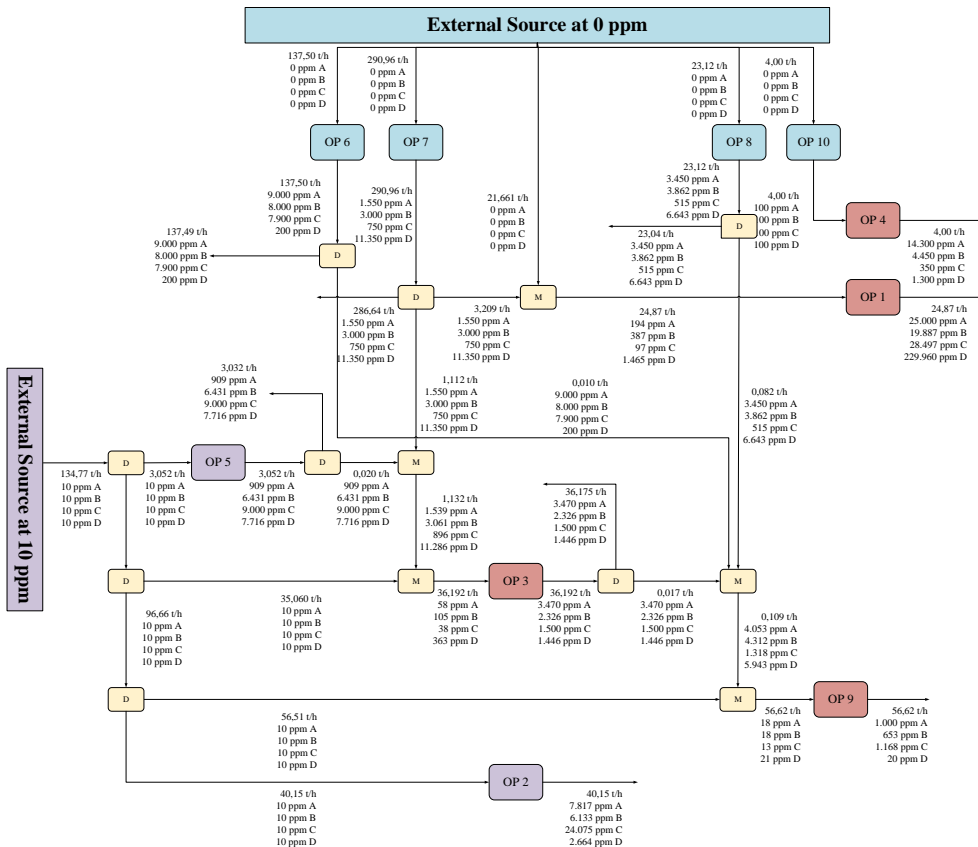 External Source at 0 ppm
137,50 t/h
0 ppm A
0 ppm B
0 ppm C
0 ppm D
290,96 t/h
0 ppm A
0 ppm B
0 ppm C
0 ppm D
23,12 t/h
0 ppm A
0 ppm B
0 ppm C
0 ppm D
4,00 t/h
0 ppm A
0 ppm B
0 ppm C
0 ppm D
OP 6
OP 7
OP 8
OP 10
137,50 t/h
9.000 ppm A
8.000 ppm B
7.900 ppm C
200 ppm D
290,96 t/h
1.550 ppm A
3.000 ppm B
750 ppm C
11.350 ppm D
21,661 t/h
0 ppm A
0 ppm B
0 ppm C
0 ppm D
23,12 t/h
3.450 ppm A
3.862 ppm B
515 ppm C
6.643 ppm D
4,00 t/h
100 ppm A
00 ppm B
00 ppm C
100 ppm D
OP 4
4,00 t/h
14.300 ppm A
4.450 ppm B
350 ppm C
1.300 ppm D
137,49 t/h
9.000 ppm A
8.000 ppm B
7.900 ppm C
200 ppm D
D
23,04 t/h
3.450 ppm A
3.862 ppm B
515 ppm C
6.643 ppm D
D
D
M
OP 1
286,64 t/h
1.550 ppm A
3.000 ppm B
750 ppm C
11.350 ppm D
3,209 t/h
1.550 ppm A
3.000 ppm B
750 ppm C
11.350 ppm D
24,87 t/h
194 ppm A
387 ppm B
97 ppm C
1.465 ppm D
24,87 t/h
25.000 ppm A
19.887 ppm B
28.497 ppm C
229.960 ppm D
External Source at 10 ppm
3,032 t/h
909 ppm A
6.431 ppm B
9.000 ppm C
7.716 ppm D
1,112 t/h
1.550 ppm A
3.000 ppm B
750 ppm C
11.350 ppm D
0,010 t/h
9.000 ppm A
8.000 ppm B
7.900 ppm C
200 ppm D
0,082 t/h
3.450 ppm A
3.862 ppm B
515 ppm C
6.643 ppm D
D
OP 5
D
M
134,77 t/h
10 ppm A
10 ppm B
10 ppm C
10 ppm D
3,052 t/h
10 ppm A
10 ppm B
10 ppm C
10 ppm D
3,052 t/h
909 ppm A
6.431 ppm B
9.000 ppm C
7.716 ppm D
0,020 t/h
909 ppm A
6.431 ppm B
9.000 ppm C
7.716 ppm D
1,132 t/h
1.539 ppm A
3.061 ppm B
896 ppm C
11.286 ppm D
36,175 t/h
3.470 ppm A
2.326 ppm B
1.500 ppm C
1.446 ppm D
D
M
OP 3
D
M
96,66 t/h
10 ppm A
10 ppm B
10 ppm C
10 ppm D
35,060 t/h
10 ppm A
10 ppm B
10 ppm C
10 ppm D
36,192 t/h
58 ppm A
105 ppm B
38 ppm C
363 ppm D
36,192 t/h
3.470 ppm A
2.326 ppm B
1.500 ppm C
1.446 ppm D
0,017 t/h
3.470 ppm A
2.326 ppm B
1.500 ppm C
1.446 ppm D
0,109 t/h
4.053 ppm A
4.312 ppm B
1.318 ppm C
5.943 ppm D
D
M
OP 9
56,51 t/h
10 ppm A
10 ppm B
10 ppm C
10 ppm D
56,62 t/h
18 ppm A
18 ppm B
13 ppm C
21 ppm D
56,62 t/h
1.000 ppm A
653 ppm B
1.168 ppm C
20 ppm D
OP 2
40,15 t/h
10 ppm A
10 ppm B
10 ppm C
10 ppm D
40,15 t/h
7.817 ppm A
6.133 ppm B
24.075 ppm C
2.664 ppm D